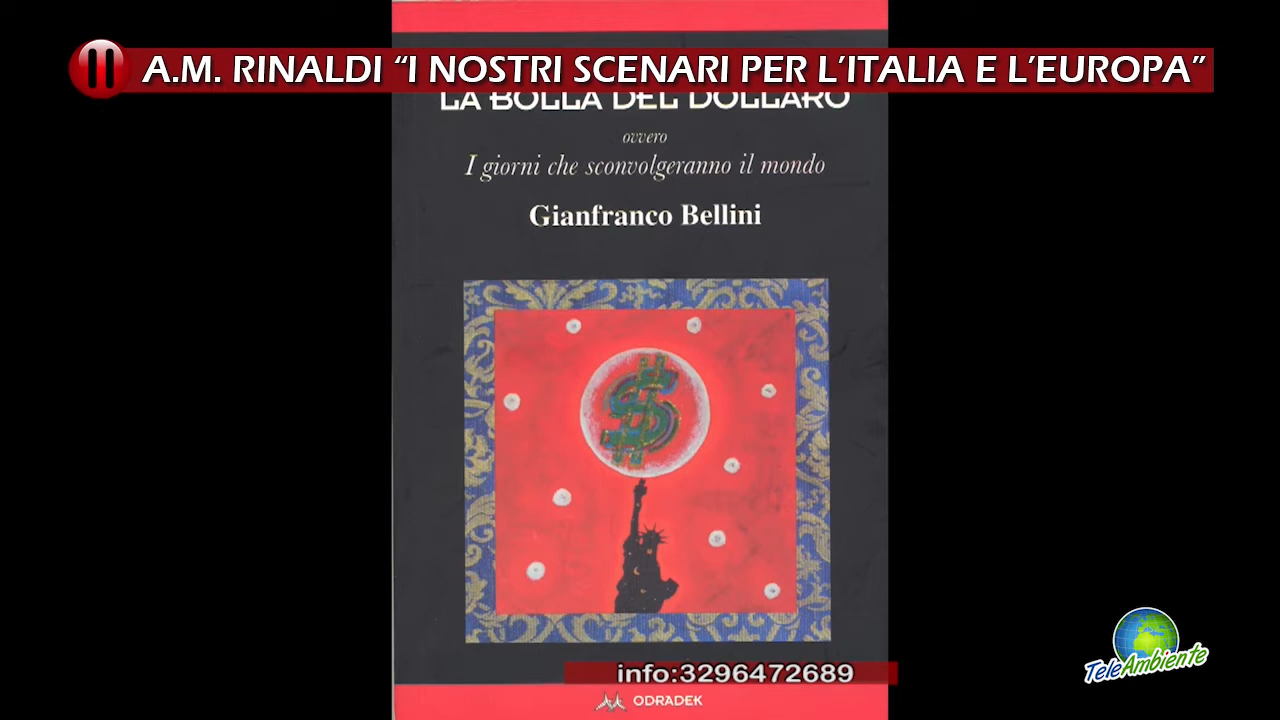 A.M. RINALDI “I NOSTRI SCENARI PER L’ITALIA E L’EUROPA”
LA BOLLA DEL DOLLARO
ovvero
I giorni che sconvolgeranno il mondo
Gianfranco Bellini
$
info:3296472689
TeleAmbiente
ODRADEK